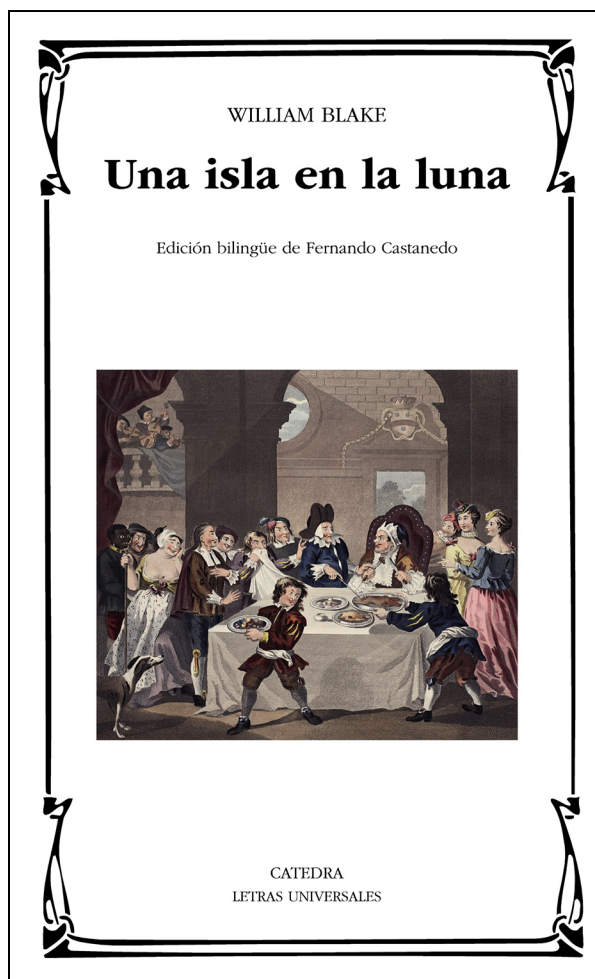 WILLIAM BLAKE
Una isla en la luna
Edición bilingüe de Fernando Castanedo
CATEDRA
LETRAS UNIVERSALES